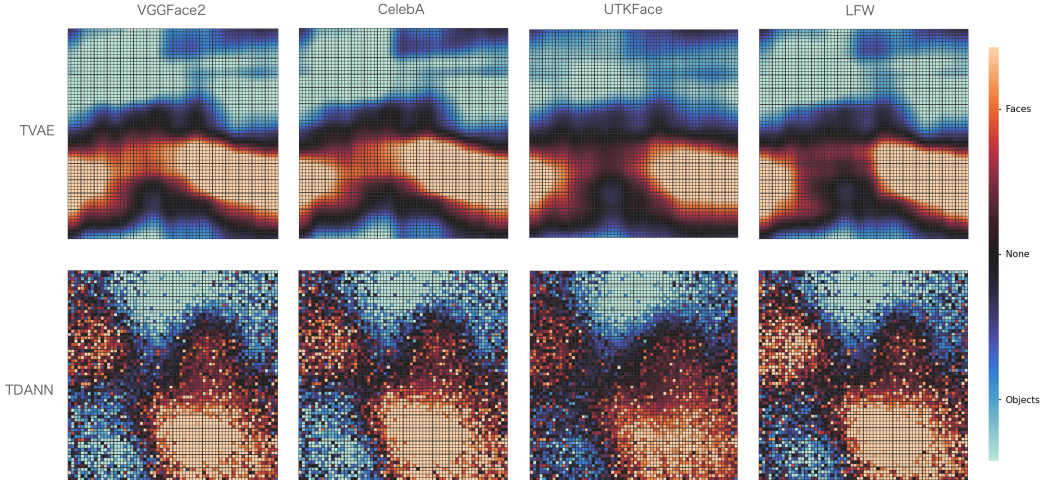 VGGFace2
CelebA
UTKFace
LFW
TVAE
Faces
None
TDANN
Objects